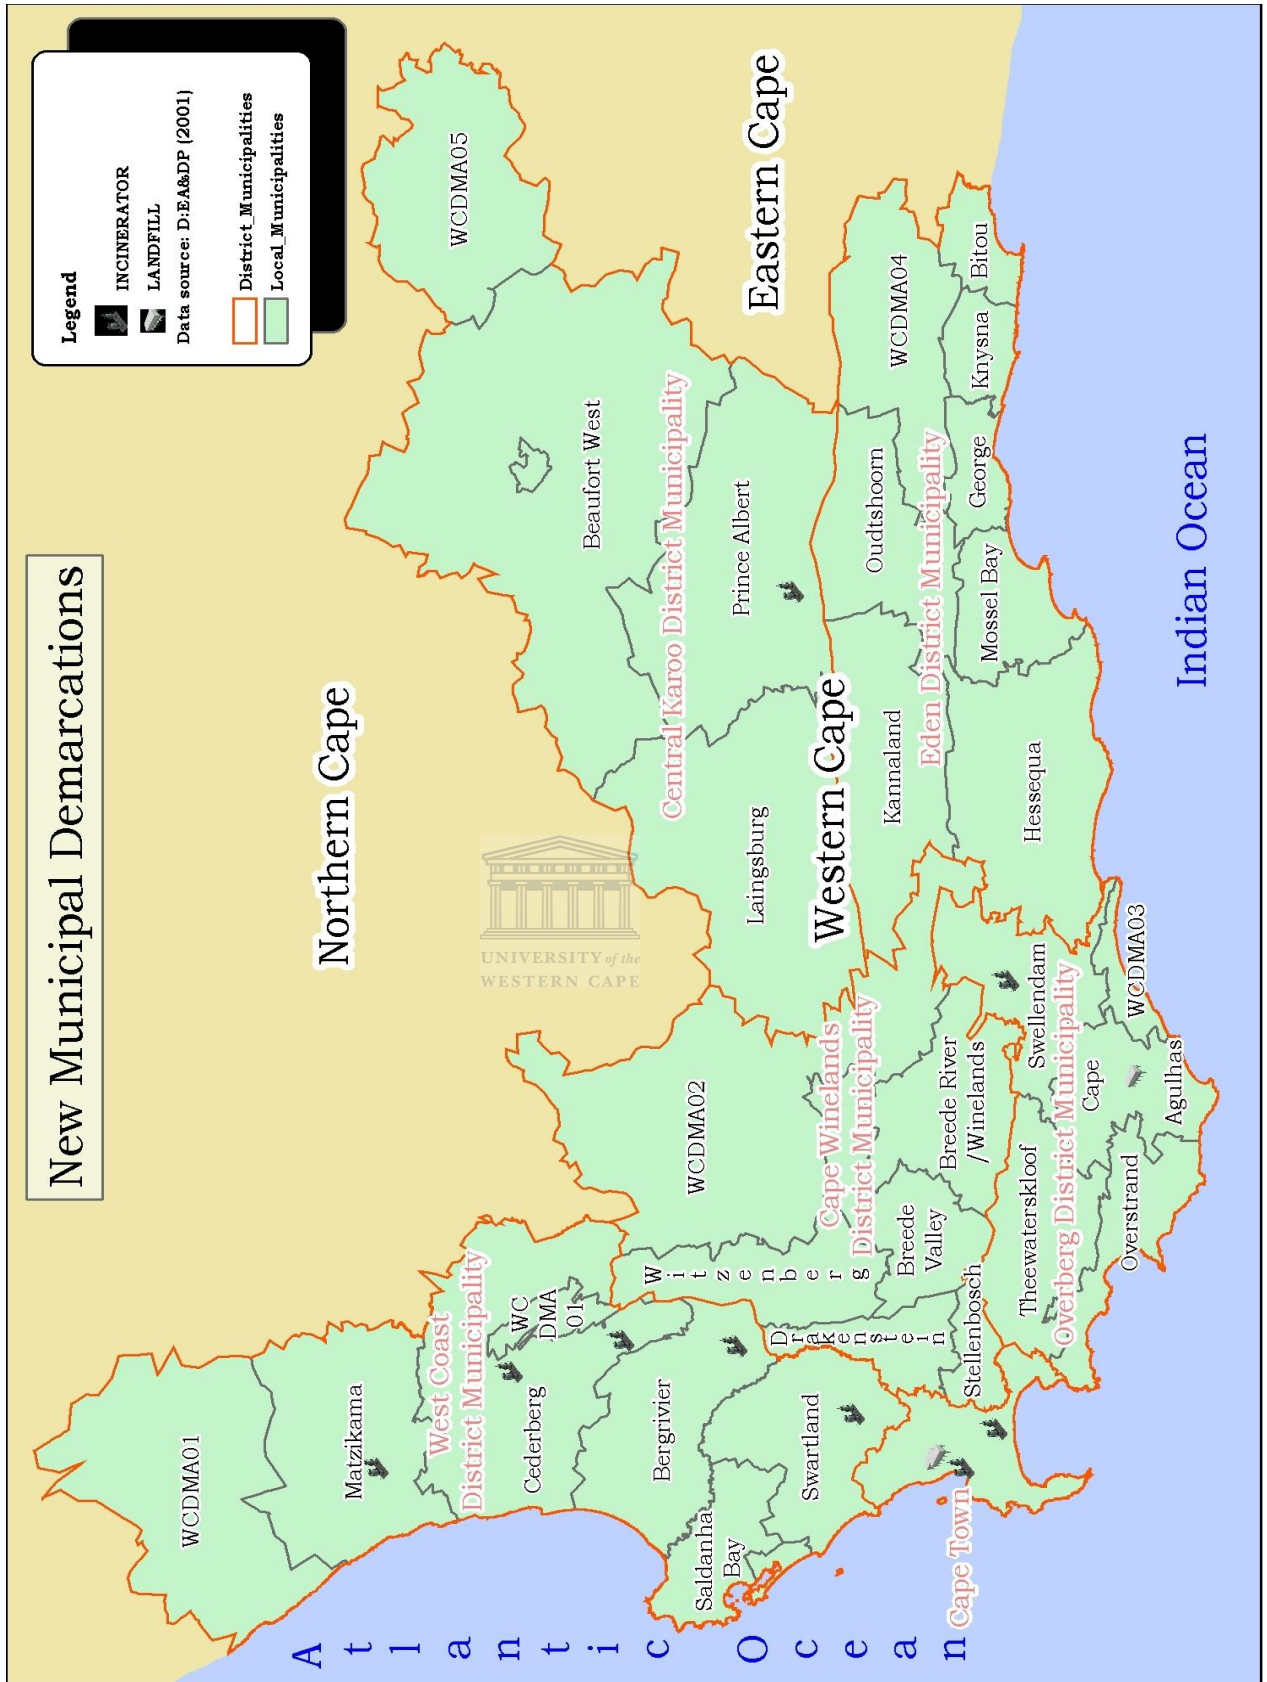 New Municipal Demarcations
Legend
INCINERATOR
LANDFILL
Data source: D:EA&DP (2001)
District_Municipalities
Local_Municipalities
Northern Cape
Eastern Cape
Western Cape
Atlantic Ocean
Indian Ocean
UNIVERSITY of the
WESTERN CAPE
WCDMA01
Matzikama
West Coast
District Municipality
WC
DMA
01
Cederberg
Bergrivier
Saldanha
Bay
Swartland
Cape Town
WCDMA02
Witzenberg
Drakenstein
Stellenbosch
Cape Winelands
District Municipality
Breede
Valley
Breede River
/Winelands
Theewaterskloof
Overberg District Municipality
Overstrand
Cape
Agulhas
Swellendam
WCDMA03
WCDMA05
Beaufort West
Central Karoo District Municipality
Prince Albert
Laingsburg
Kannaland
Eden District Municipality
Oudtshoorn
WCDMA04
Hessequa
Mossel Bay
George
Knysna
Bitou